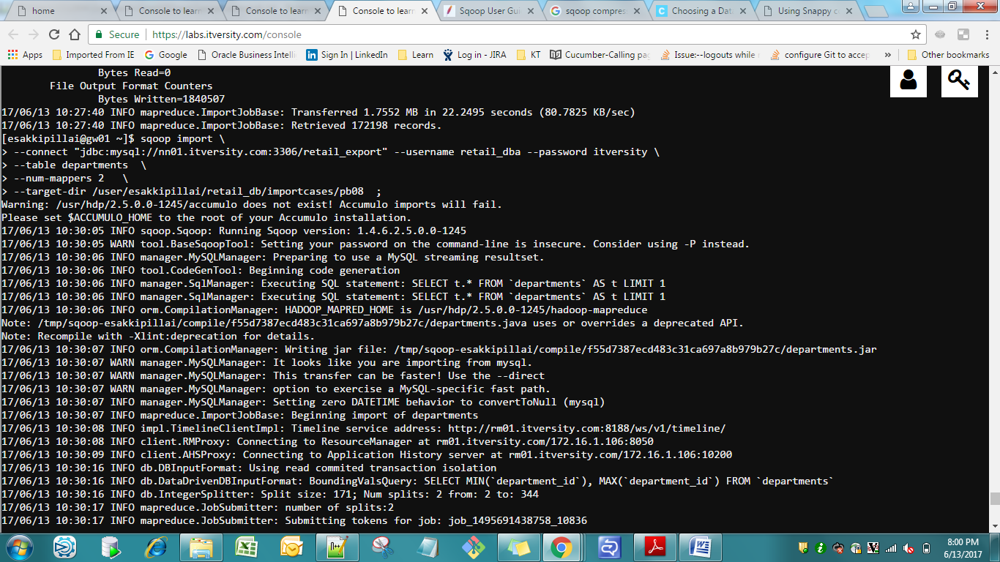 home
Console to lear
Console to lear
Console to lear
Sqoop User Gui
sqoop compres
Choosing a Dat
Using Snappy c
Secure
https://labs.itversity.com/console
Apps
Imported From IE
Google
Oracle Business Intelli
Sign In | LinkedIn
Learn
Log in - JIRA
KT
Cucumber-Calling pag
Issue:--logouts while
configure Git to accep
»
Other bookmarks
Bytes Read=0
File Output Format Counters
Bytes Written=1840507
17/06/13 10:27:40 INFO mapreduce.ImportJobBase: Transferred 1.7552 MB in 22.2495 seconds (80.7825 KB/sec)
17/06/13 10:27:40 INFO mapreduce.ImportJobBase: Retrieved 172198 records.
[esakkipillai@gw01 ~]$ sqoop import \
> --connect "jdbc:mysql://nn01.itversity.com:3306/retail_export" --username retail_dba --password itversity \
> --table departments  \
> --num-mappers 2   \
> --target-dir /user/esakkipillai/retail_db/importcases/pb08  ;
Warning: /usr/hdp/2.5.0.0-1245/accumulo does not exist! Accumulo imports will fail.
Please set $ACCUMULO_HOME to the root of your Accumulo installation.
17/06/13 10:30:05 INFO sqoop.Sqoop: Running Sqoop version: 1.4.6.2.5.0.0-1245
17/06/13 10:30:05 WARN tool.BaseSqoopTool: Setting your password on the command-line is insecure. Consider using -P instead.
17/06/13 10:30:06 INFO manager.MySQLManager: Preparing to use a MySQL streaming resultset.
17/06/13 10:30:06 INFO tool.CodeGenTool: Beginning code generation
17/06/13 10:30:06 INFO manager.SqlManager: Executing SQL statement: SELECT t.* FROM `departments` AS t LIMIT 1
17/06/13 10:30:06 INFO manager.SqlManager: Executing SQL statement: SELECT t.* FROM `departments` AS t LIMIT 1
17/06/13 10:30:06 INFO orm.CompilationManager: HADOOP_MAPRED_HOME is /usr/hdp/2.5.0.0-1245/hadoop-mapreduce
Note: /tmp/sqoop-esakkipillai/compile/f55d7387ecd483c31ca697a8b979b27c/departments.java uses or overrides a deprecated API.
Note: Recompile with -Xlint:deprecation for details.
17/06/13 10:30:07 INFO orm.CompilationManager: Writing jar file: /tmp/sqoop-esakkipillai/compile/f55d7387ecd483c31ca697a8b979b27c/departments.jar
17/06/13 10:30:07 WARN manager.MySQLManager: It looks like you are importing from mysql.
17/06/13 10:30:07 WARN manager.MySQLManager: This transfer can be faster! Use the --direct
17/06/13 10:30:07 WARN manager.MySQLManager: option to exercise a MySQL-specific fast path.
17/06/13 10:30:07 INFO manager.MySQLManager: Setting zero DATETIME behavior to convertToNull (mysql)
17/06/13 10:30:07 INFO mapreduce.ImportJobBase: Beginning import of departments
17/06/13 10:30:08 INFO impl.TimelineClientImpl: Timeline service address: http://rm01.itversity.com:8188/ws/v1/timeline/
17/06/13 10:30:08 INFO client.RMProxy: Connecting to ResourceManager at rm01.itversity.com/172.16.1.106:8050
17/06/13 10:30:09 INFO client.AHSProxy: Connecting to Application History server at rm01.itversity.com/172.16.1.106:10200
17/06/13 10:30:16 INFO db.DBInputFormat: Using read commited transaction isolation
17/06/13 10:30:16 INFO db.DataDrivenDBInputFormat: BoundingValsQuery: SELECT MIN(`department_id`), MAX(`department_id`) FROM `departments`
17/06/13 10:30:16 INFO db.IntegerSplitter: Split size: 171; Num splits: 2 from: 2 to: 344
17/06/13 10:30:17 INFO mapreduce.JobSubmitter: number of splits:2
17/06/13 10:30:17 INFO mapreduce.JobSubmitter: Submitting tokens for job: job_1495691438758_10836
8:00 PM
6/13/2017